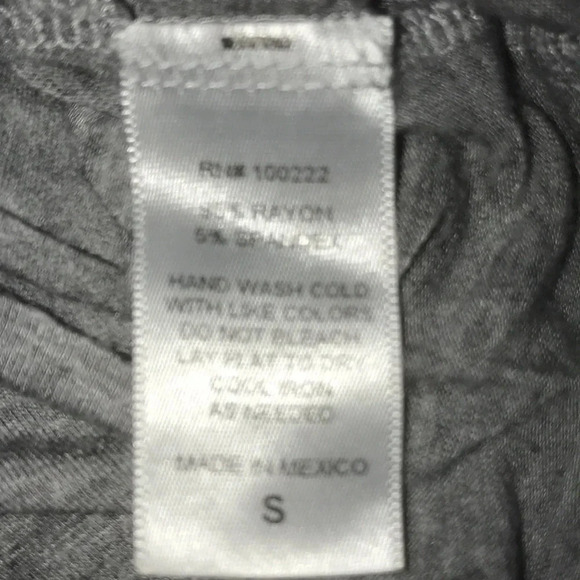 RN# 100222
95% RAYON
5% SPANDEX
HAND WASH COLD
WITH LIKE COLORS
DO NOT BLEACH
LAY FLAT TO DRY
COOL IRON
AS NEEDED
MADE IN MEXICO
S